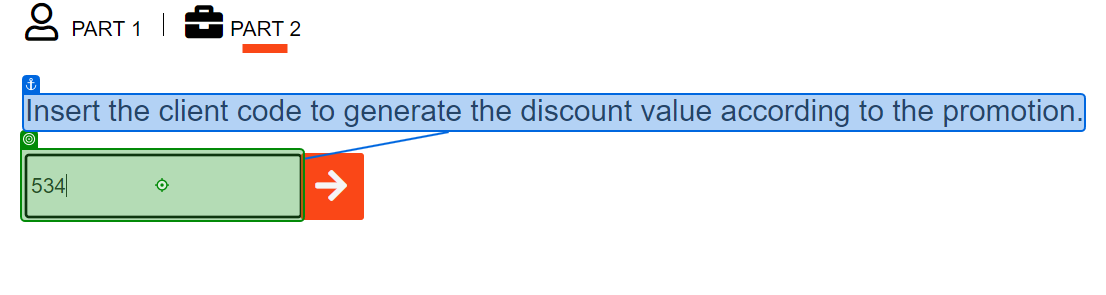 PART 1 | PART 2
Insert the client code to generate the discount value according to the promotion.
534